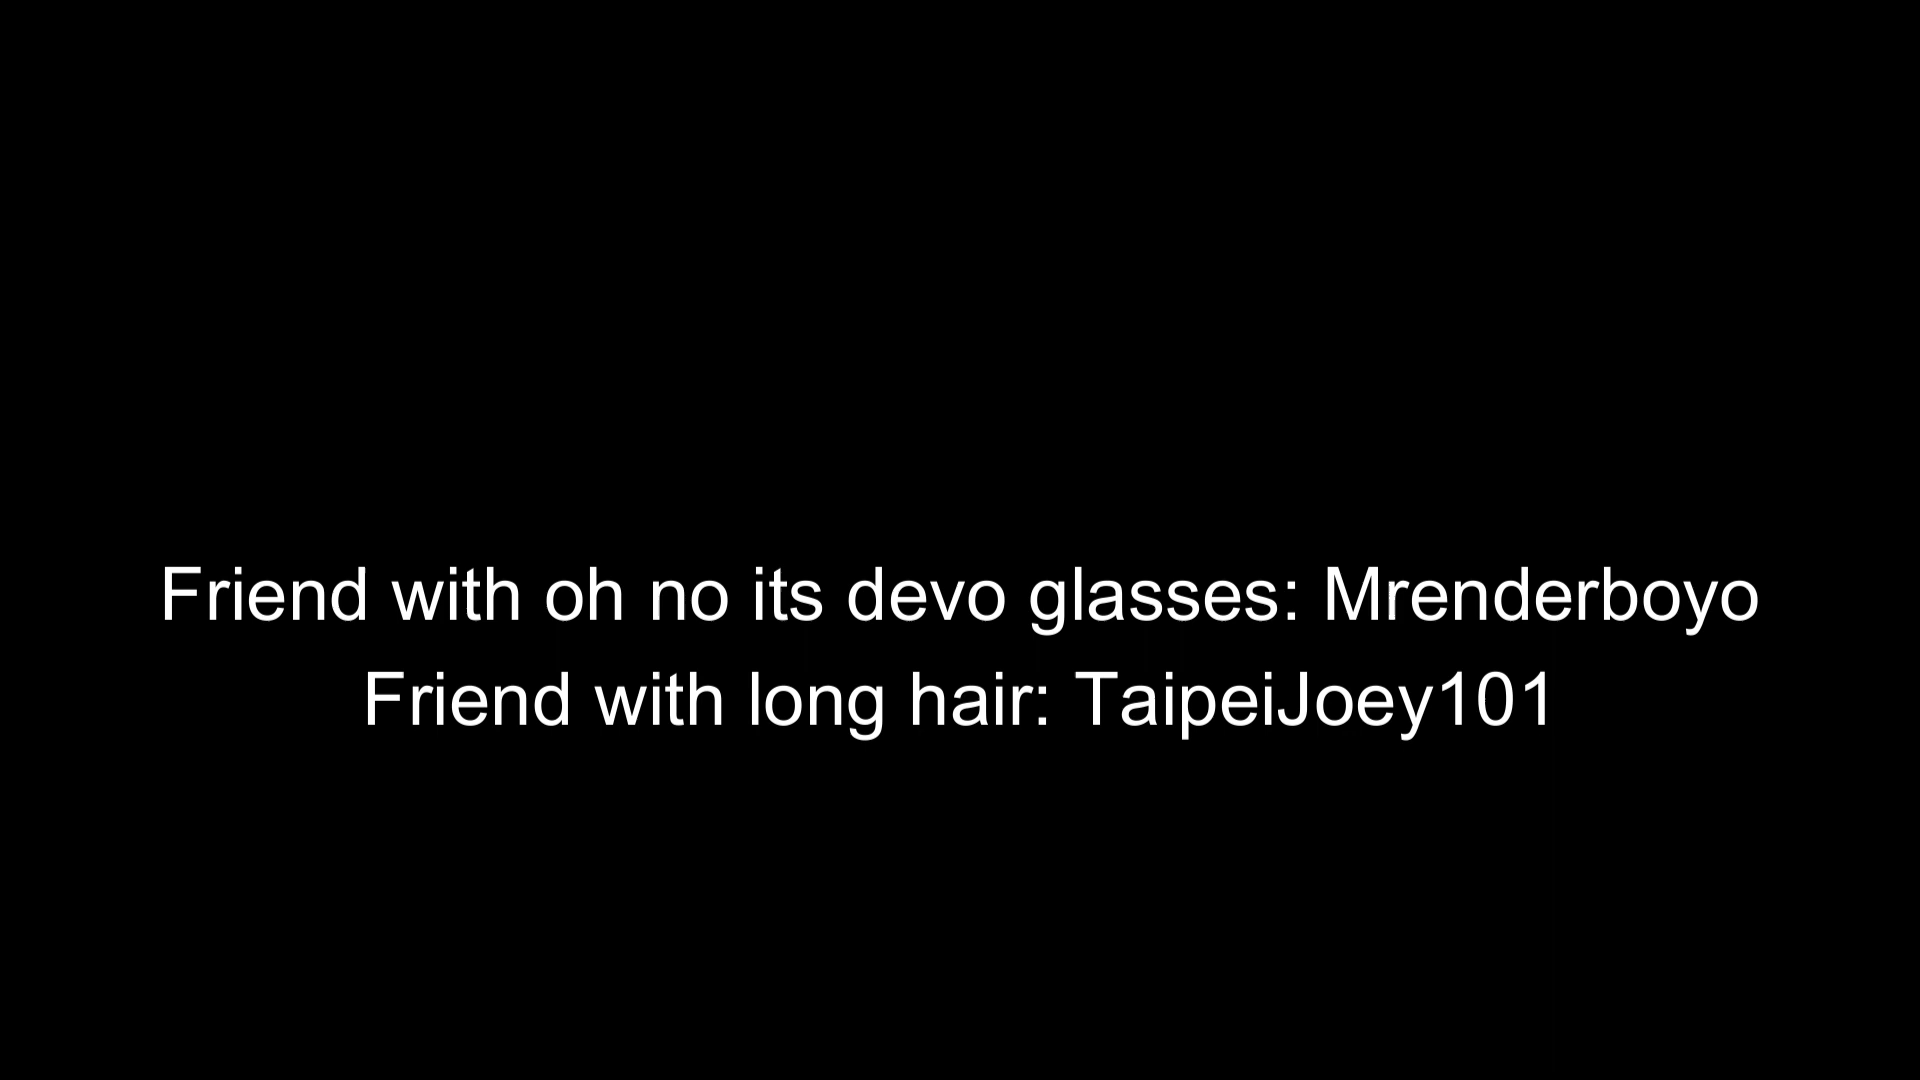 Friend with oh no its devo glasses: Mrenderboyo
Friend with long hair: TaipeiJoey101